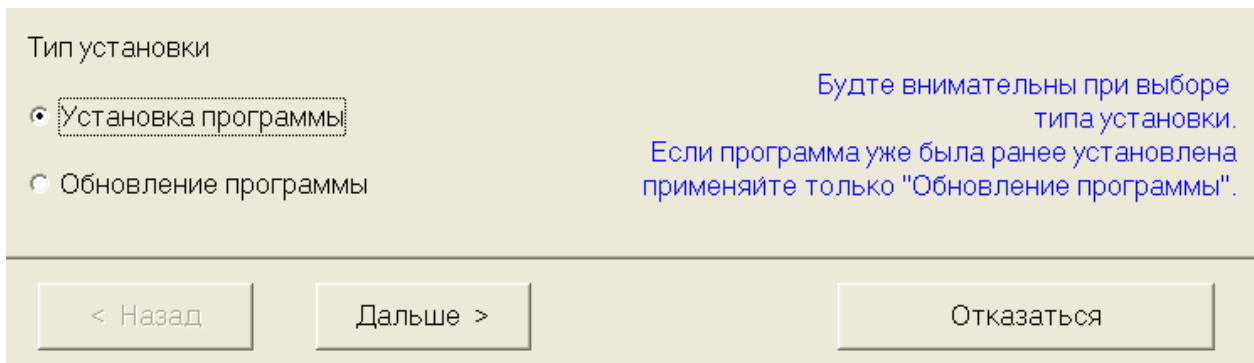 Тип установки
Установка программы
Обновление программы
Будте внимательны при выборе
типа установки.
Если программа уже была ранее установлена
применяйте только "Обновление программы".
< Назад
Дальше >
Отказаться